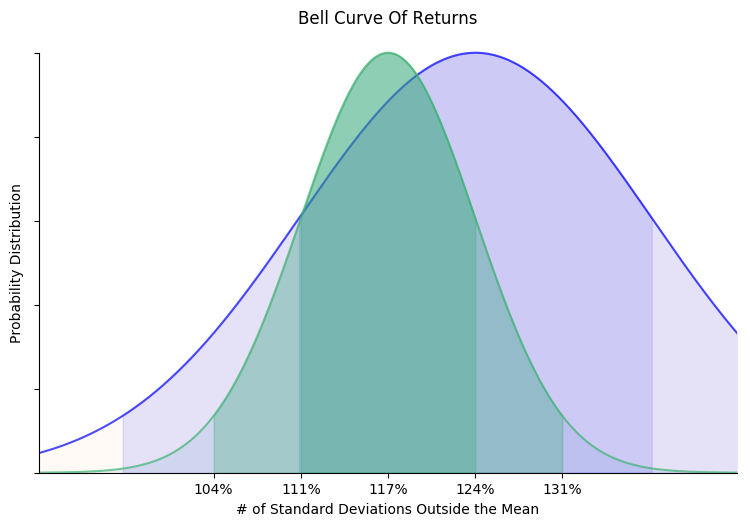 Bell Curve Of Returns
Probability Distribution
104% 111% 117% 124% 131%
# of Standard Deviations Outside the Mean